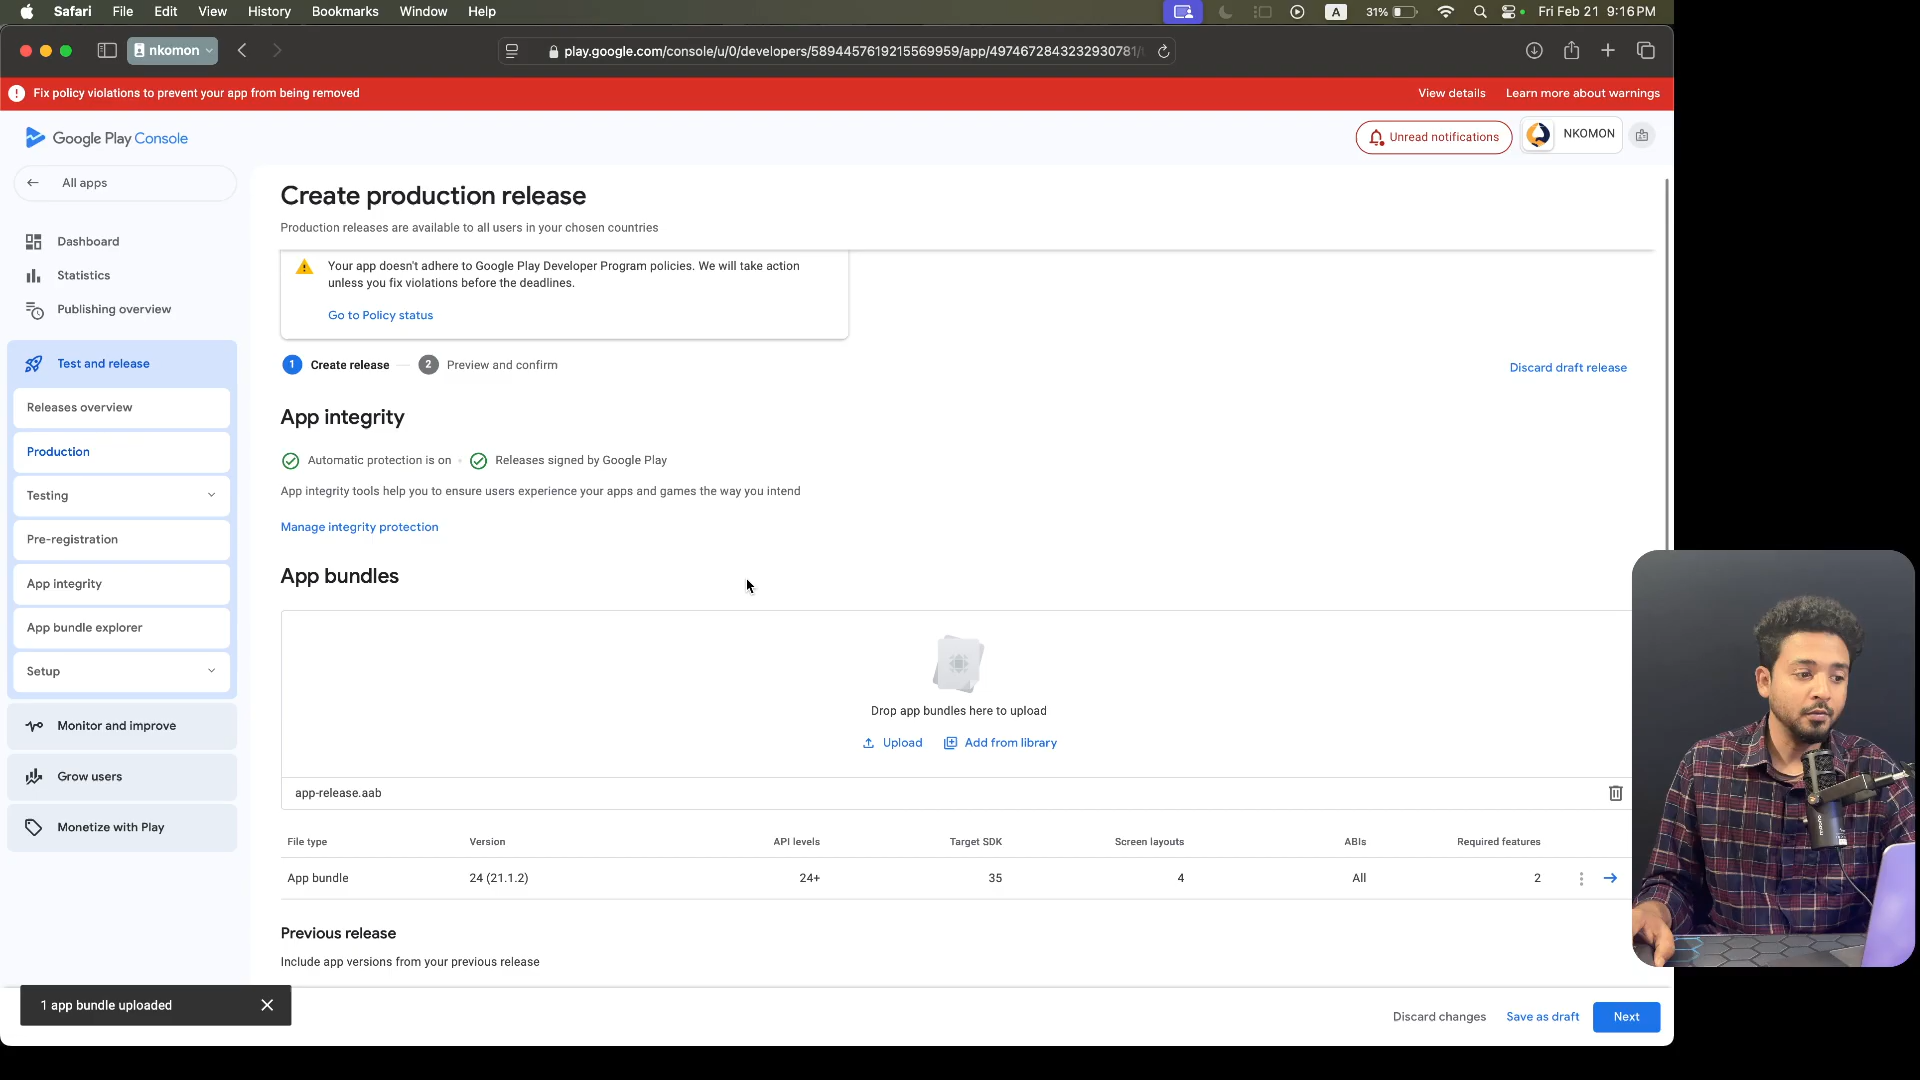 Safari File Edit View History Bookmarks Window Help
A 31% Fri Feb 21 9:16PM
nkomon
play.google.com/console/u/0/developers/5894457619215569959/app/4974672843232930781/
Fix policy violations to prevent your app from being removed
View details Learn more about warnings
Google Play Console
Unread notifications
NKOMON
All apps
Dashboard
Statistics
Publishing overview
Test and release
Releases overview
Production
Testing
Pre-registration
App integrity
App bundle explorer
Setup
Monitor and improve
Grow users
Monetize with Play
Create production release
Production releases are available to all users in your chosen countries
Your app doesn't adhere to Google Play Developer Program policies. We will take action
unless you fix violations before the deadlines.
Go to Policy status
1 Create release 2 Preview and confirm
Discard draft release
App integrity
Automatic protection is on • Releases signed by Google Play
App integrity tools help you to ensure users experience your apps and games the way you intend
Manage integrity protection
App bundles
Drop app bundles here to upload
Upload Add from library
app-release.aab
File type Version API levels Target SDK Screen layouts ABIs Required features
App bundle 24 (21.1.2) 24+ 35 4 All 2
Previous release
Include app versions from your previous release
1 app bundle uploaded
Discard changes Save as draft Next